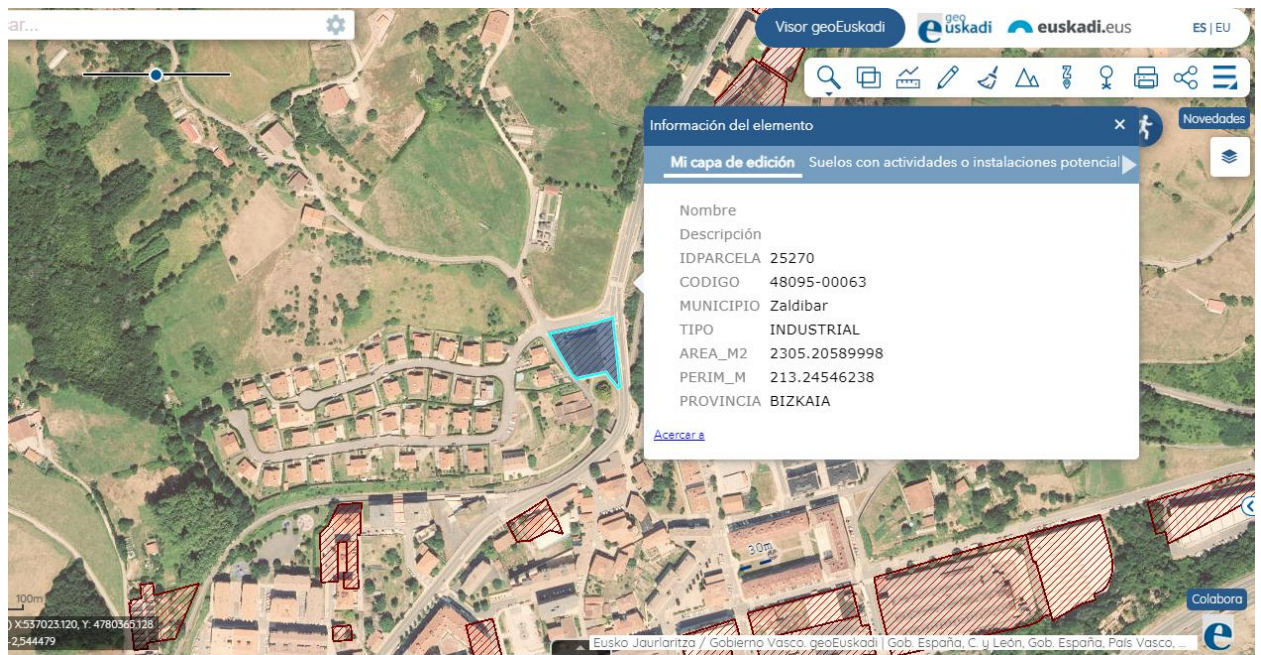 ar...
Visor geoEuskadi
geo
euskadi
euskadi.eus
ES | EU
Novedades
Información del elemento
×
Mi capa de edición
Suelos con actividades o instalaciones potencial
Nombre
Descripción
IDPARCELA 25270
CODIGO 48095-00063
MUNICIPIO Zaldibar
TIPO INDUSTRIAL
AREA_M2 2305.20589998
PERIM_M 213.24546238
PROVINCIA BIZKAIA
Acercar a
30m
100m
) X:537023.120, Y: 4780365.128
-2,544479
Colabora
Eusko Jaurlaritza / Gobierno Vasco. geoEuskadi | Gob. España, C. y León, Gob. España, País Vasco, ...
e